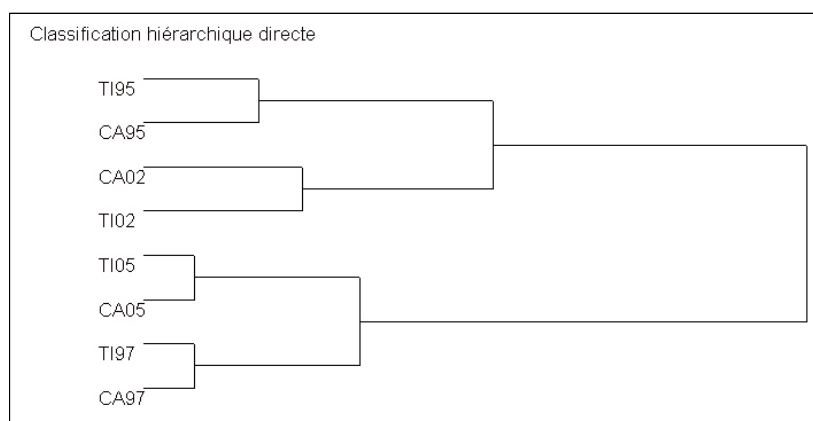 Classification hiérarchique directe
TI95
CA95
CA02
TI02
TI05
CA05
TI97
CA97